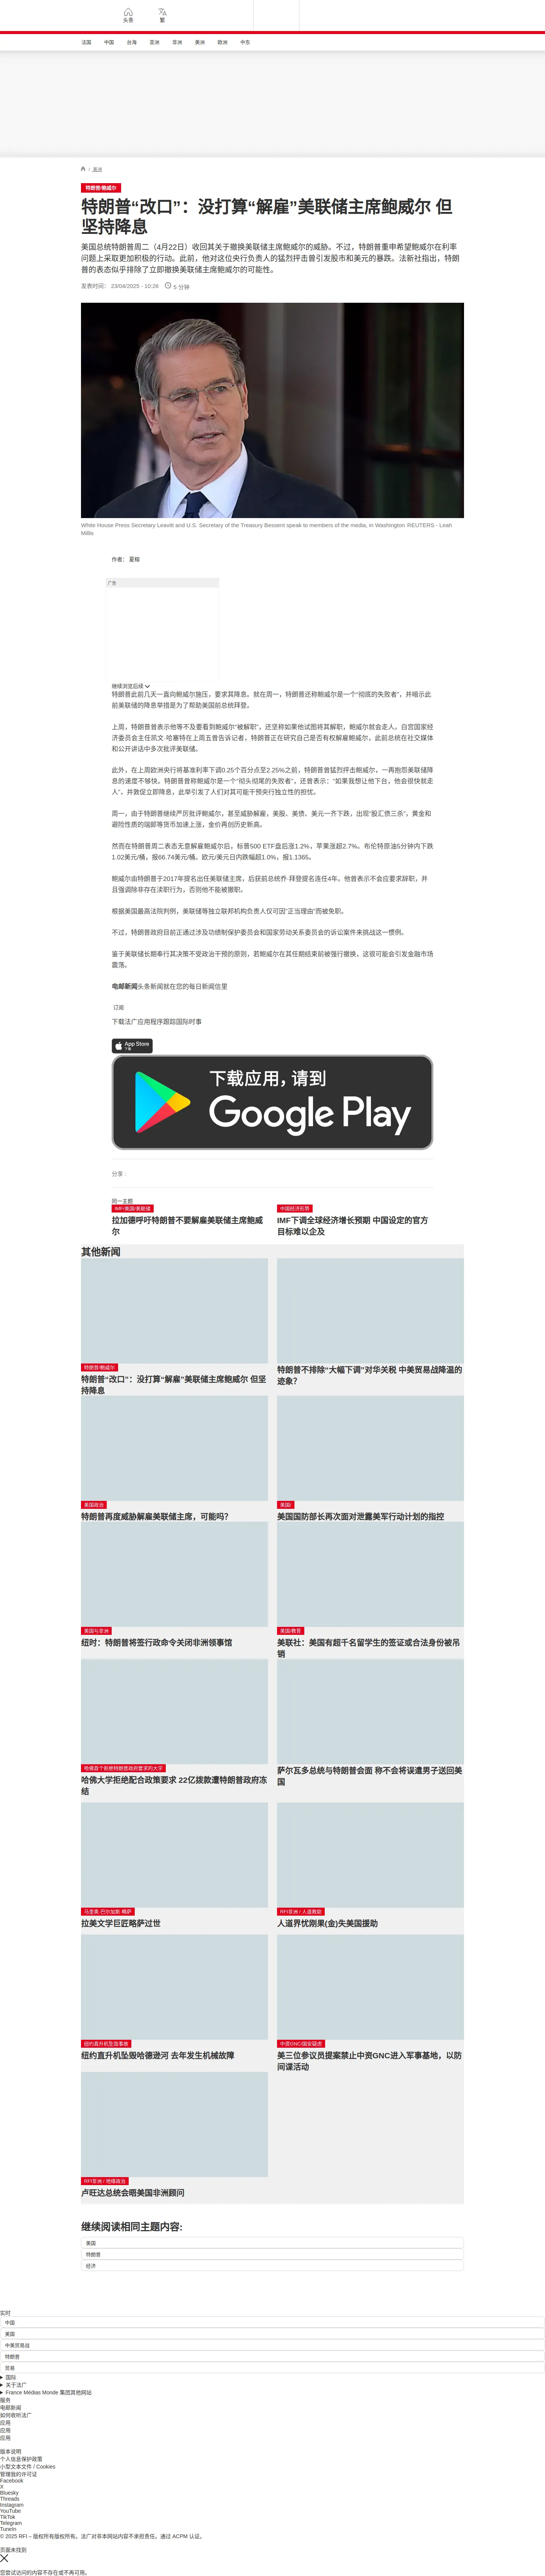 头条
繁
法国
中国
台海
亚洲
非洲
美洲
欧洲
中东
/ 美洲
特朗普/鲍威尔
特朗普“改口”：没打算“解雇”美联储主席鲍威尔 但
坚持降息
美国总统特朗普周二（4月22日）收回其关于撤换美联储主席鲍威尔的威胁。不过，特朗普重申希望鲍威尔在利率
问题上采取更加积极的行动。此前，他对这位央行负责人的猛烈抨击曾引发股市和美元的暴跌。法新社指出，特朗
普的表态似乎排除了立即撤换美联储主席鲍威尔的可能性。
发表时间： 23/04/2025 - 10:26 5 分钟
White House Press Secretary Leavitt and U.S. Secretary of the Treasury Bessent speak to members of the media, in Washington REUTERS - Leah
Millis
作者： 夏榕
广告
继续浏览后续
特朗普此前几天一直向鲍威尔施压，要求其降息。就在周一，特朗普还称鲍威尔是一个“彻底的失败者”，并暗示此
前美联储的降息举措是为了帮助美国前总统拜登。
上周，特朗普曾表示他等不及要看到鲍威尔“被解职”，还坚称如果他试图将其解职，鲍威尔就会走人。白宫国家经
济委员会主任凯文·哈塞特在上周五曾告诉记者，特朗普正在研究自己是否有权解雇鲍威尔，此前总统在社交媒体
和公开讲话中多次批评美联储。
此外，在上周欧洲央行将基准利率下调0.25个百分点至2.25%之前，特朗普曾猛烈抨击鲍威尔，一再抱怨美联储降
息的速度不够快。特朗普曾称鲍威尔是一个“彻头彻尾的失败者”，还曾表示：“如果我想让他下台，他会很快就走
人”，并敦促立即降息，此举引发了人们对其可能干预央行独立性的担忧。
周一，由于特朗普继续严厉批评鲍威尔，甚至威胁解雇，美股、美债、美元一齐下跌，出现“股汇债三杀”，黄金和
避险性质的瑞郎等货币加速上涨，金价再创历史新高。
然而在特朗普周二表态无意解雇鲍威尔后，标普500 ETF盘后涨1.2%，苹果涨超2.7%。布伦特原油5分钟内下跌
1.02美元/桶，报66.74美元/桶。欧元/美元日内跌幅超1.0%，报1.1365。
鲍威尔由特朗普于2017年提名出任美联储主席，后获前总统乔·拜登提名连任4年。他曾表示不会应要求辞职，并
且强调除非存在渎职行为，否则他不能被撤职。
根据美国最高法院判例，美联储等独立联邦机构负责人仅可因“正当理由”而被免职。
不过，特朗普政府目前正通过涉及功绩制保护委员会和国家劳动关系委员会的诉讼案件来挑战这一惯例。
鉴于美联储长期奉行其决策不受政治干预的原则，若鲍威尔在其任期结束前被强行撤换，这很可能会引发金融市场
震荡。
电邮新闻头条新闻就在您的每日新闻信里
订阅
下载法广应用程序跟踪国际时事
App Store
下载
下载应用，请到
Google Play
分享 :
同一主题
IMF/美国/美联储
拉加德呼吁特朗普不要解雇美联储主席鲍威
尔
中国经济形势
IMF下调全球经济增长预期 中国设定的官方
目标难以企及
其他新闻
特朗普/鲍威尔
特朗普“改口”：没打算“解雇”美联储主席鲍威尔 但坚
持降息
特朗普不排除“大幅下调”对华关税 中美贸易战降温的
迹象？
美国政治
特朗普再度威胁解雇美联储主席，可能吗？
美国/
美国国防部长再次面对泄露美军行动计划的指控
美国与非洲
纽时：特朗普将签行政命令关闭非洲领事馆
美国/教育
美联社：美国有超千名留学生的签证或合法身份被吊
销
哈佛首个拒绝特朗普政府要求的大学
哈佛大学拒绝配合政策要求 22亿拨款遭特朗普政府冻
结
萨尔瓦多总统与特朗普会面 称不会将误遣男子送回美
国
马里奥·巴尔加斯·略萨
拉美文学巨匠略萨过世
RFI非洲 / 人道救助
人道界忧刚果(金)失美国援助
纽约直升机坠毁事故
纽约直升机坠毁哈德逊河 去年发生机械故障
中资GNC/国安疑虑
美三位参议员提案禁止中资GNC进入军事基地，以防
间谍活动
RFI非洲 / 地缘政治
卢旺达总统会晤美国非洲顾问
继续阅读相同主题内容:
美国
特朗普
经济
实时
中国
美国
中美贸易战
特朗普
贸易
国际
关于法广
France Médias Monde 集团其他网站
服务
电邮新闻
如何收听法广
应用
应用
应用
版本说明
个人信息保护政策
小型文本文件 / Cookies
管理我的许可证
Facebook
X
Bluesky
Threads
Instagram
YouTube
TikTok
Telegram
TuneIn
© 2025 RFI – 版权所有版权所有。法广对非本网站内容不承担责任。通过 ACPM 认证。
页面未找到
您尝试访问的内容不存在或不再可用。